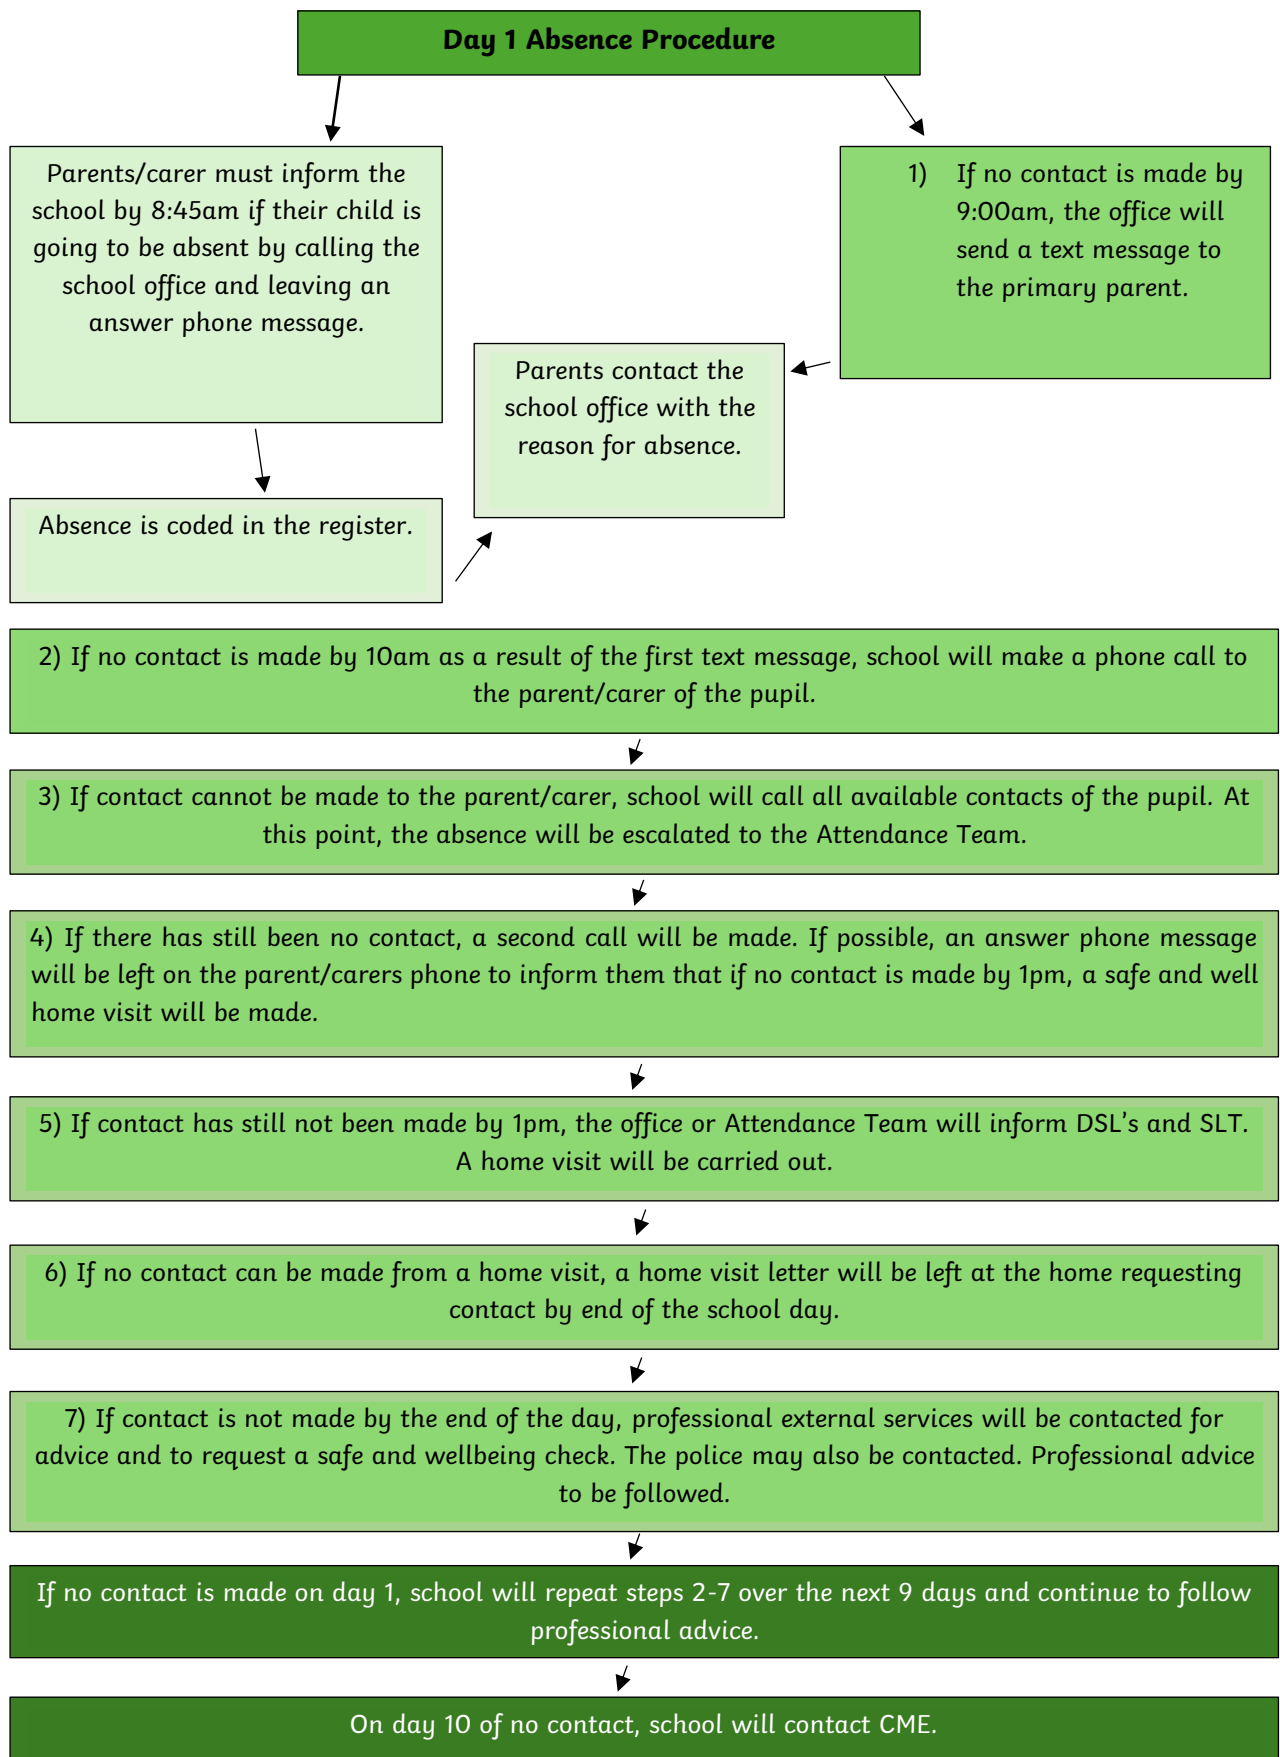 Day 1 Absence Procedure
Parents/carer must inform the
school by 8:45am if their child is
going to be absent by calling the
school office and leaving an
answer phone message.
1) If no contact is made by
9:00am, the office will
send a text message to
the primary parent.
Parents contact the
school office with the
reason for absence.
Absence is coded in the register.
2) If no contact is made by 10am as a result of the first text message, school will make a phone call to
the parent/carer of the pupil.
3) If contact cannot be made to the parent/carer, school will call all available contacts of the pupil. At
this point, the absence will be escalated to the Attendance Team.
4) If there has still been no contact, a second call will be made. If possible, an answer phone message
will be left on the parent/carers phone to inform them that if no contact is made by 1pm, a safe and well
home visit will be made.
5) If contact has still not been made by 1pm, the office or Attendance Team will inform DSL’s and SLT.
A home visit will be carried out.
6) If no contact can be made from a home visit, a home visit letter will be left at the home requesting
contact by end of the school day.
7) If contact is not made by the end of the day, professional external services will be contacted for
advice and to request a safe and wellbeing check. The police may also be contacted. Professional advice
to be followed.
If no contact is made on day 1, school will repeat steps 2-7 over the next 9 days and continue to follow
professional advice.
On day 10 of no contact, school will contact CME.